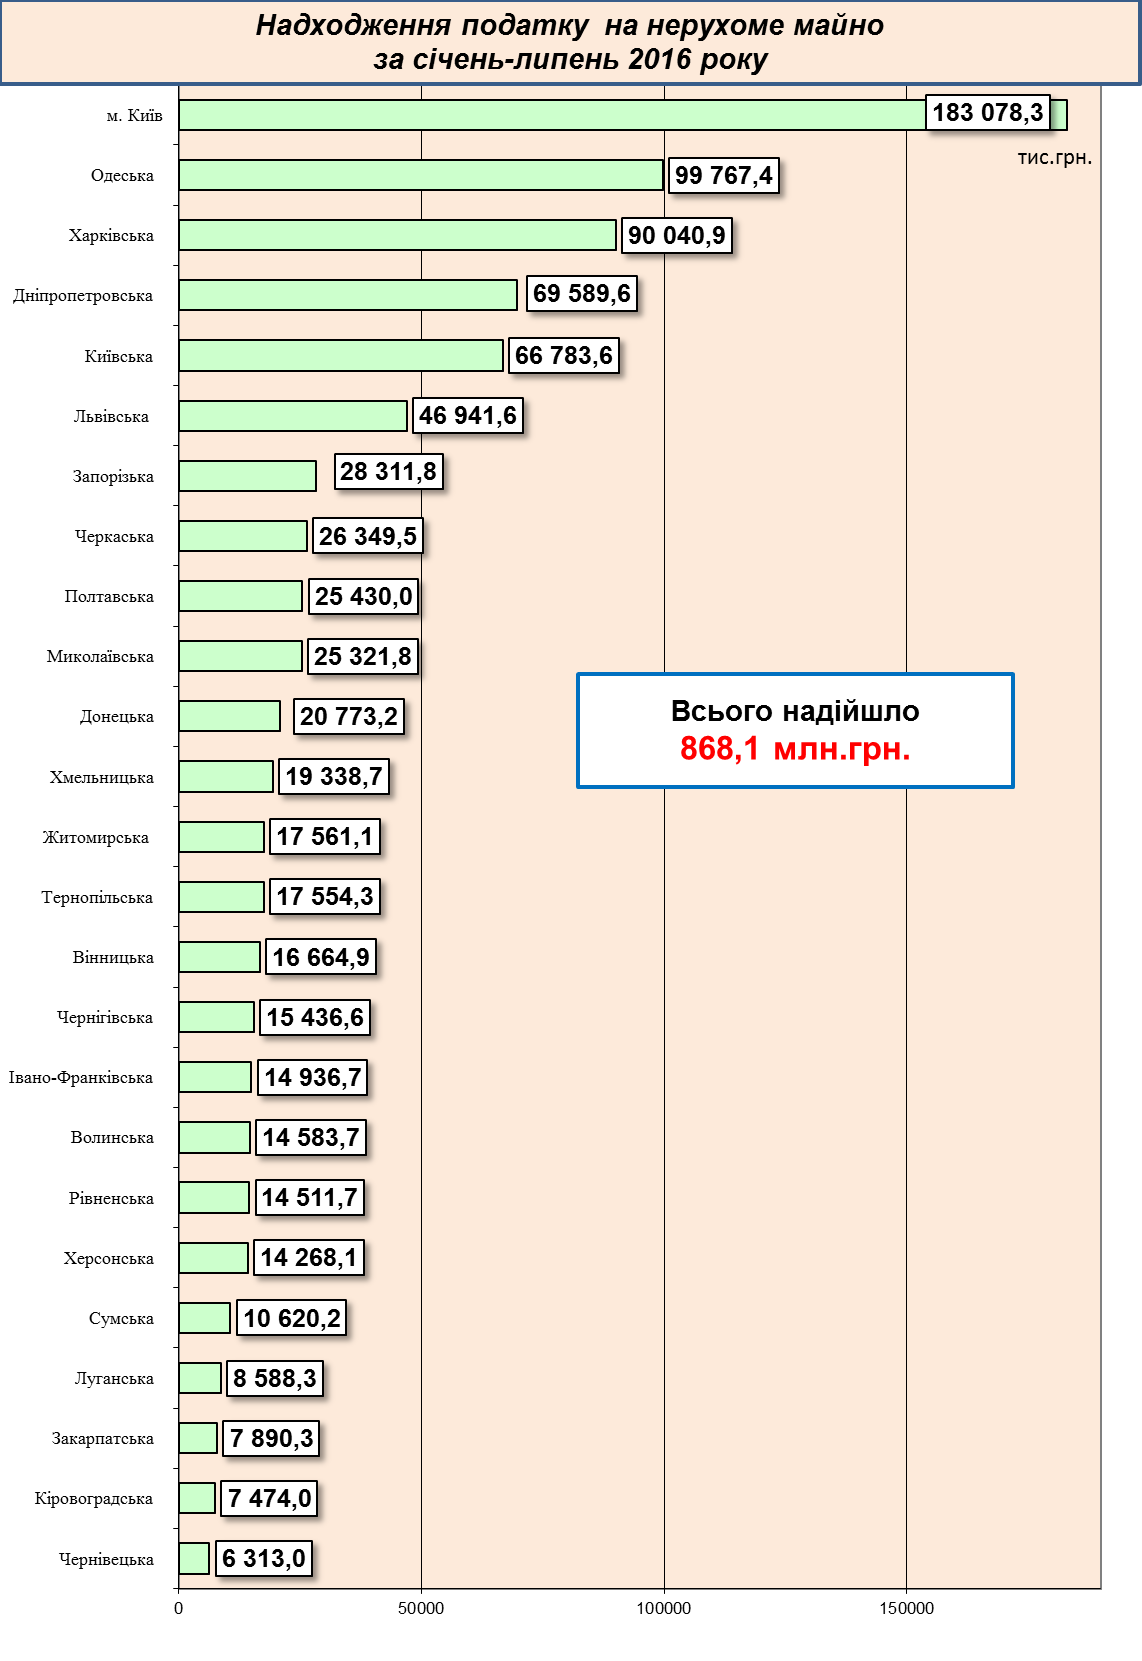 Надходження податку на нерухоме майно
за січень-липень 2016 року
м. Київ 183 078,3
тис.грн.
Одеська 99 767,4
Харківська 90 040,9
Дніпропетровська 69 589,6
Київська 66 783,6
Львівська 46 941,6
Запорізька 28 311,8
Черкаська 26 349,5
Полтавська 25 430,0
Миколаївська 25 321,8
Всього надійшло
868,1 млн.грн.
Донецька 20 773,2
Хмельницька 19 338,7
Житомирська 17 561,1
Тернопільська 17 554,3
Вінницька 16 664,9
Чернігівська 15 436,6
Івано-Франківська 14 936,7
Волинська 14 583,7
Рівненська 14 511,7
Херсонська 14 268,1
Сумська 10 620,2
Луганська 8 588,3
Закарпатська 7 890,3
Кіровоградська 7 474,0
Чернівецька 6 313,0
0 50000 100000 150000